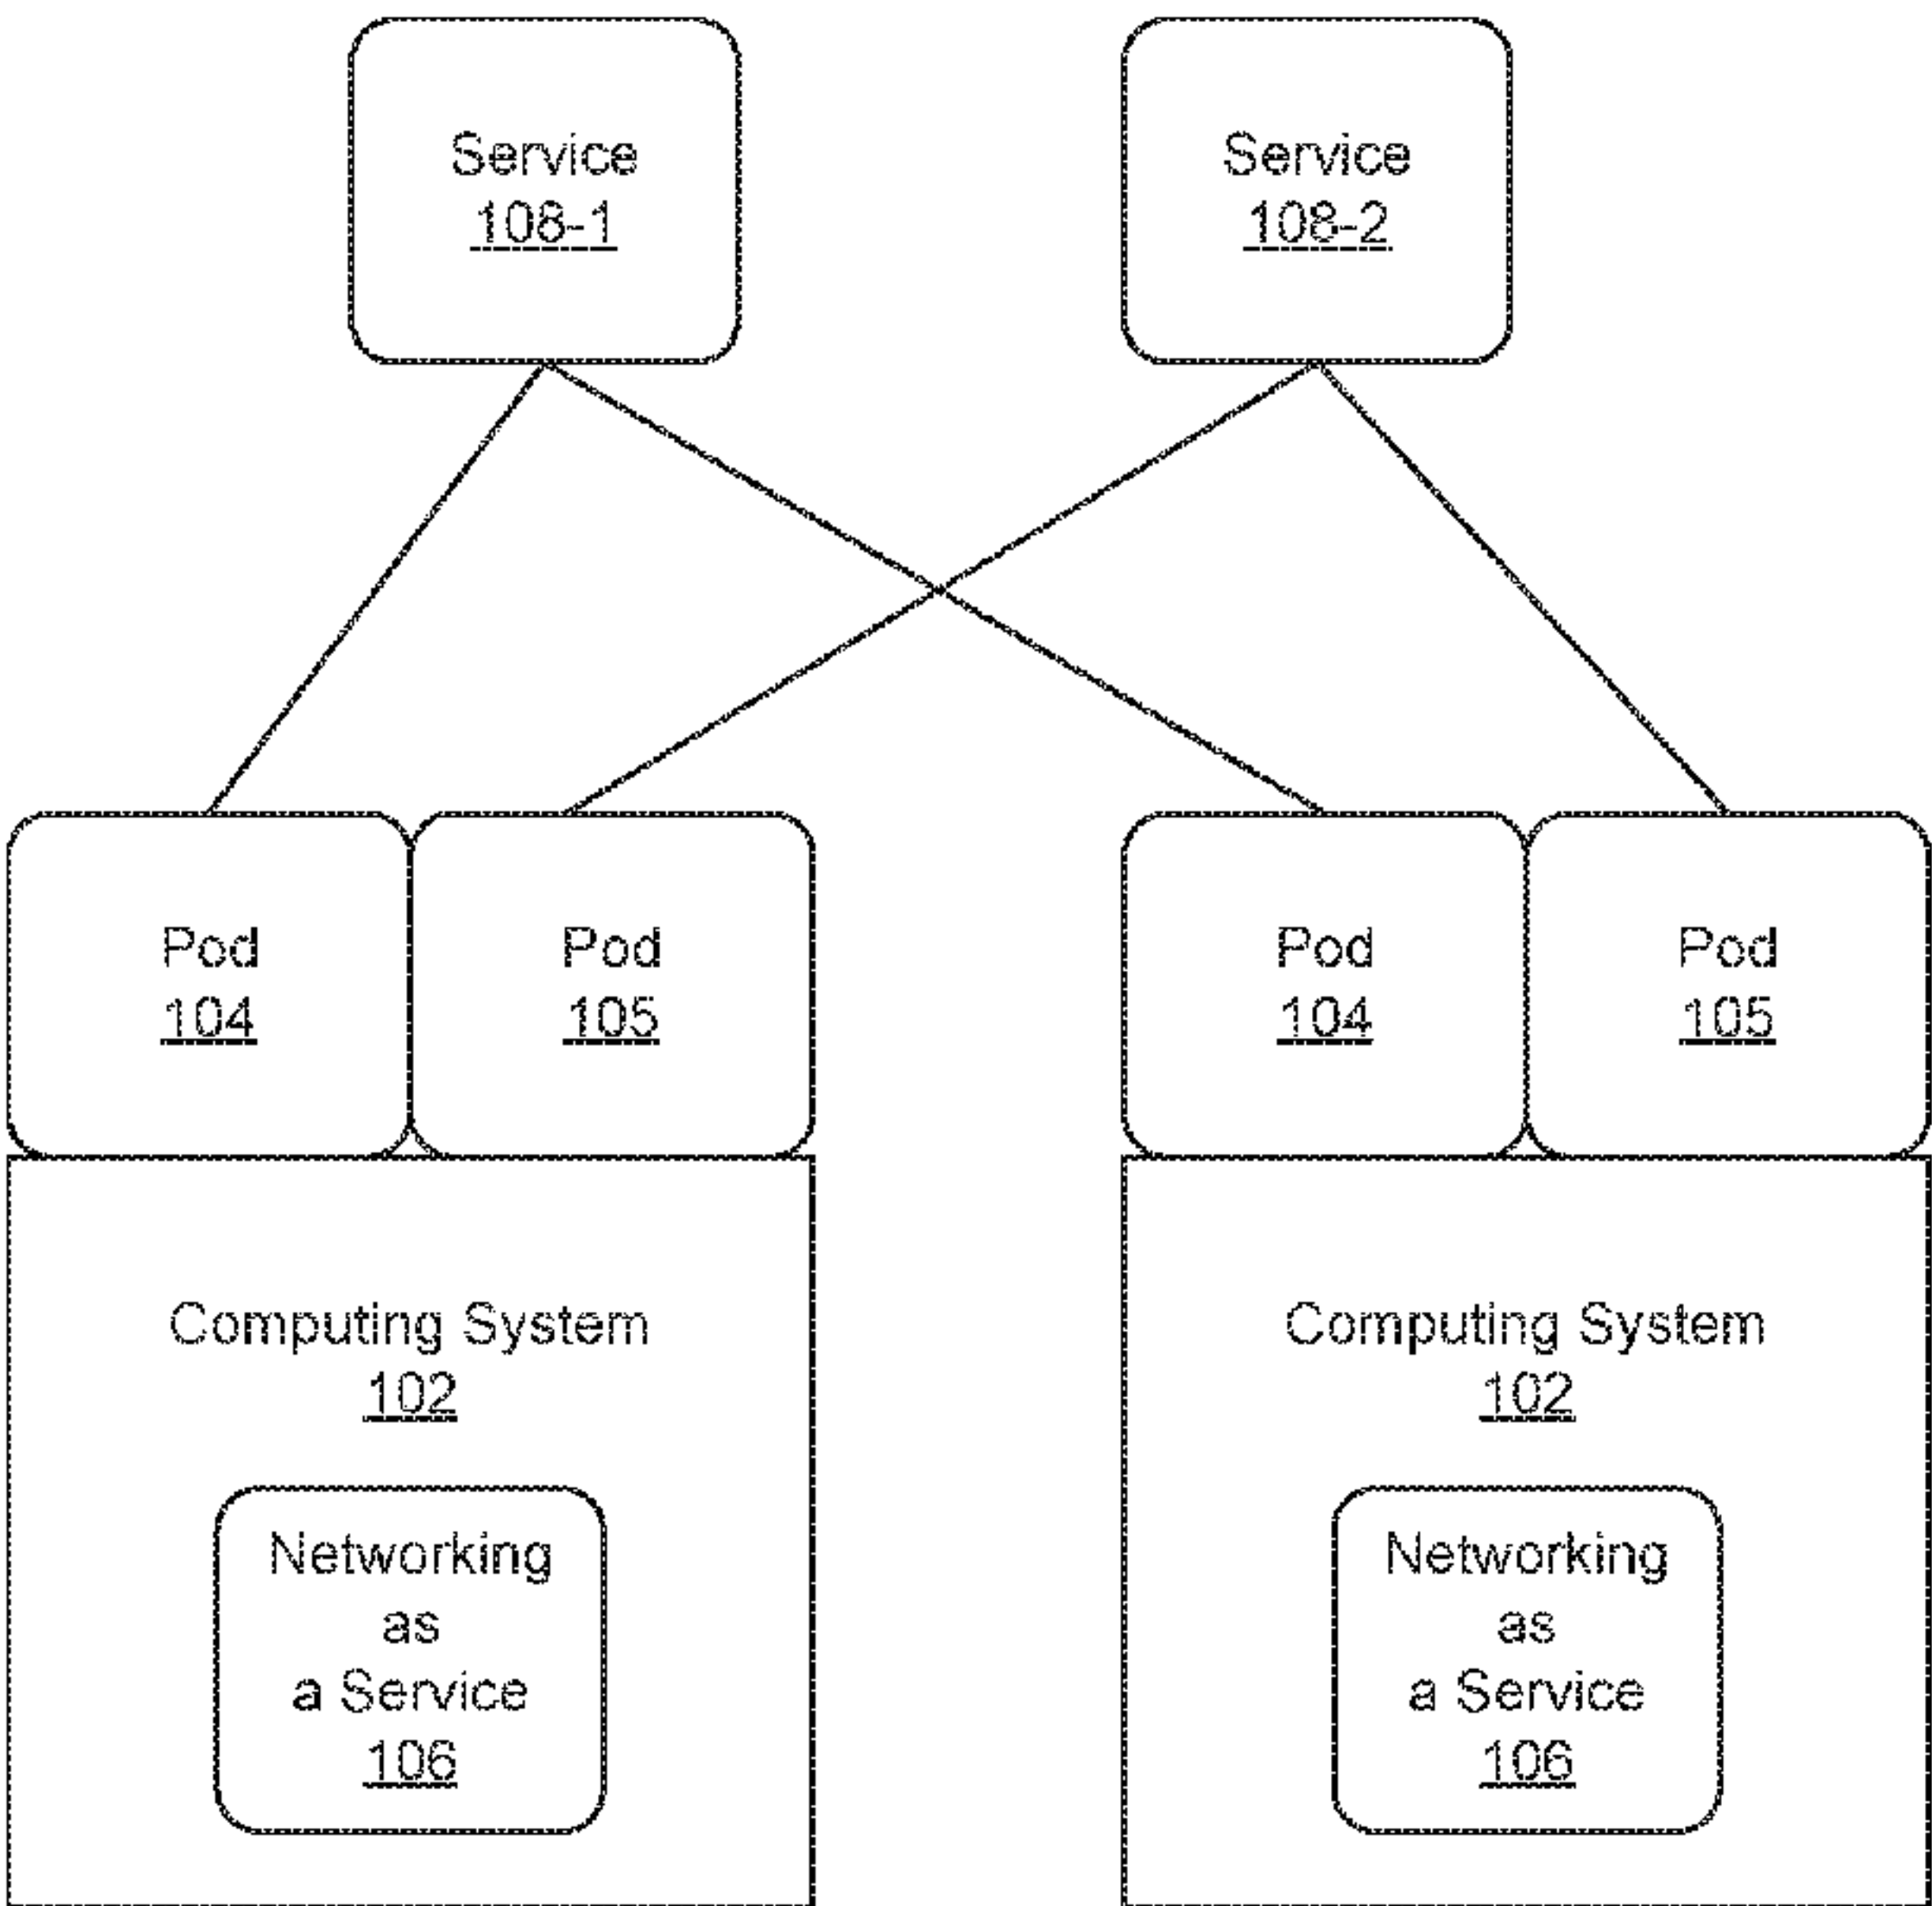 Service
108-1
Service
108-2
Pod
104
Pod
105
Pod
104
Pod
105
Computing System
102
Networking
as
a Service
106
Computing System
102
Networking
as
a Service
106